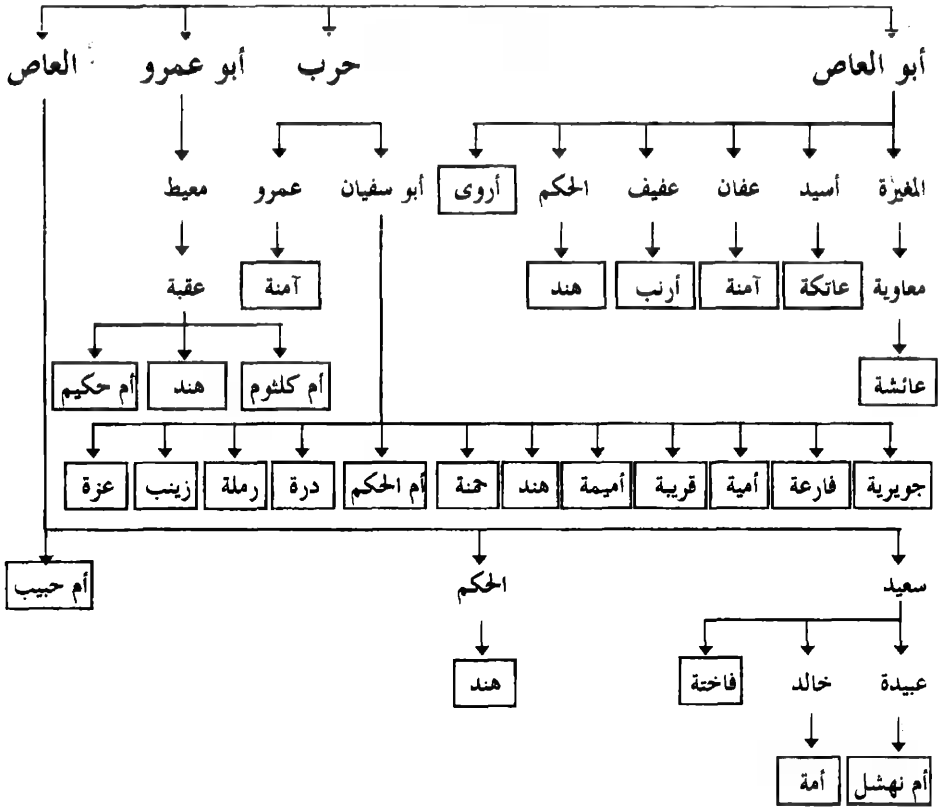 أبو العاص حرب أبو عمرو العاص
المغيرة أسيد عفان عفيف الحكم أروى أبو سفيان عمرو معيط
معاوية عاتكة آمنة أرنب هند آمنة عقبة
عائشة أم كلثوم هند أم حكيم
جويرية فارعة أمية قريبة أميمة هند حمنة أم الحكم درة رملة زينب عزة
سعيد الحكم أم حبيب
عبيدة خالد فاختة هند
أم نهشل أمة